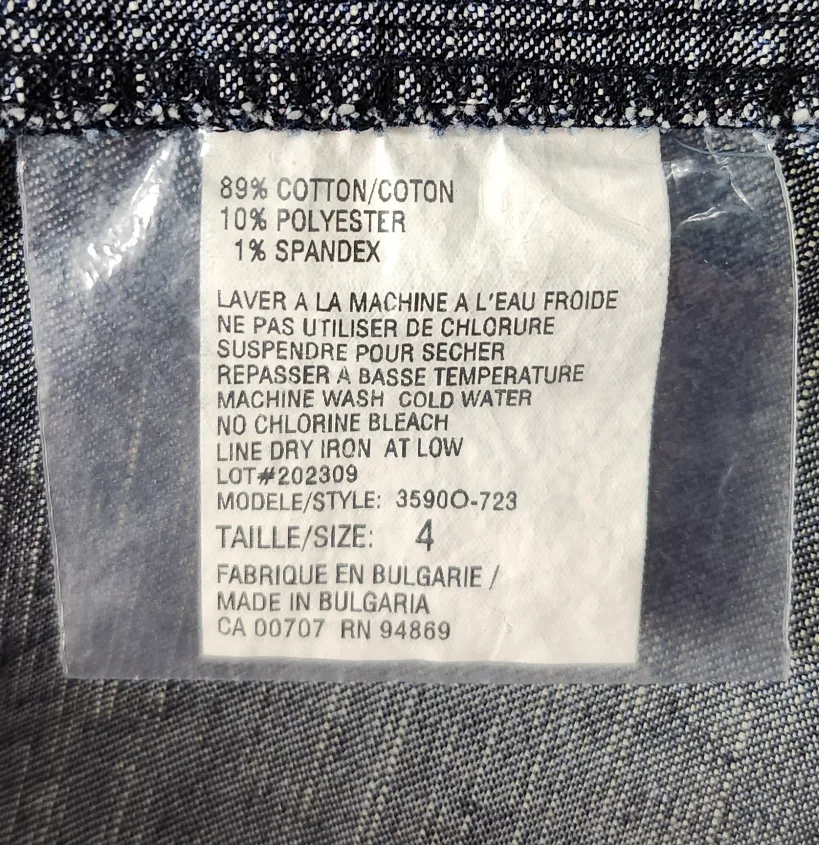 89% COTTON/COTON
10% POLYESTER
1% SPANDEX
LAVER A LA MACHINE A L'EAU FROIDE
NE PAS UTILISER DE CHLORURE
SUSPENDRE POUR SECHER
REPASSER A BASSE TEMPERATURE
MACHINE WASH COLD WATER
NO CHLORINE BLEACH
LINE DRY IRON AT LOW
LOT#202309
MODELE/STYLE: 3590O-723
TAILLE/SIZE: 4
FABRIQUE EN BULGARIE /
MADE IN BULGARIA
CA 00707 RN 94869